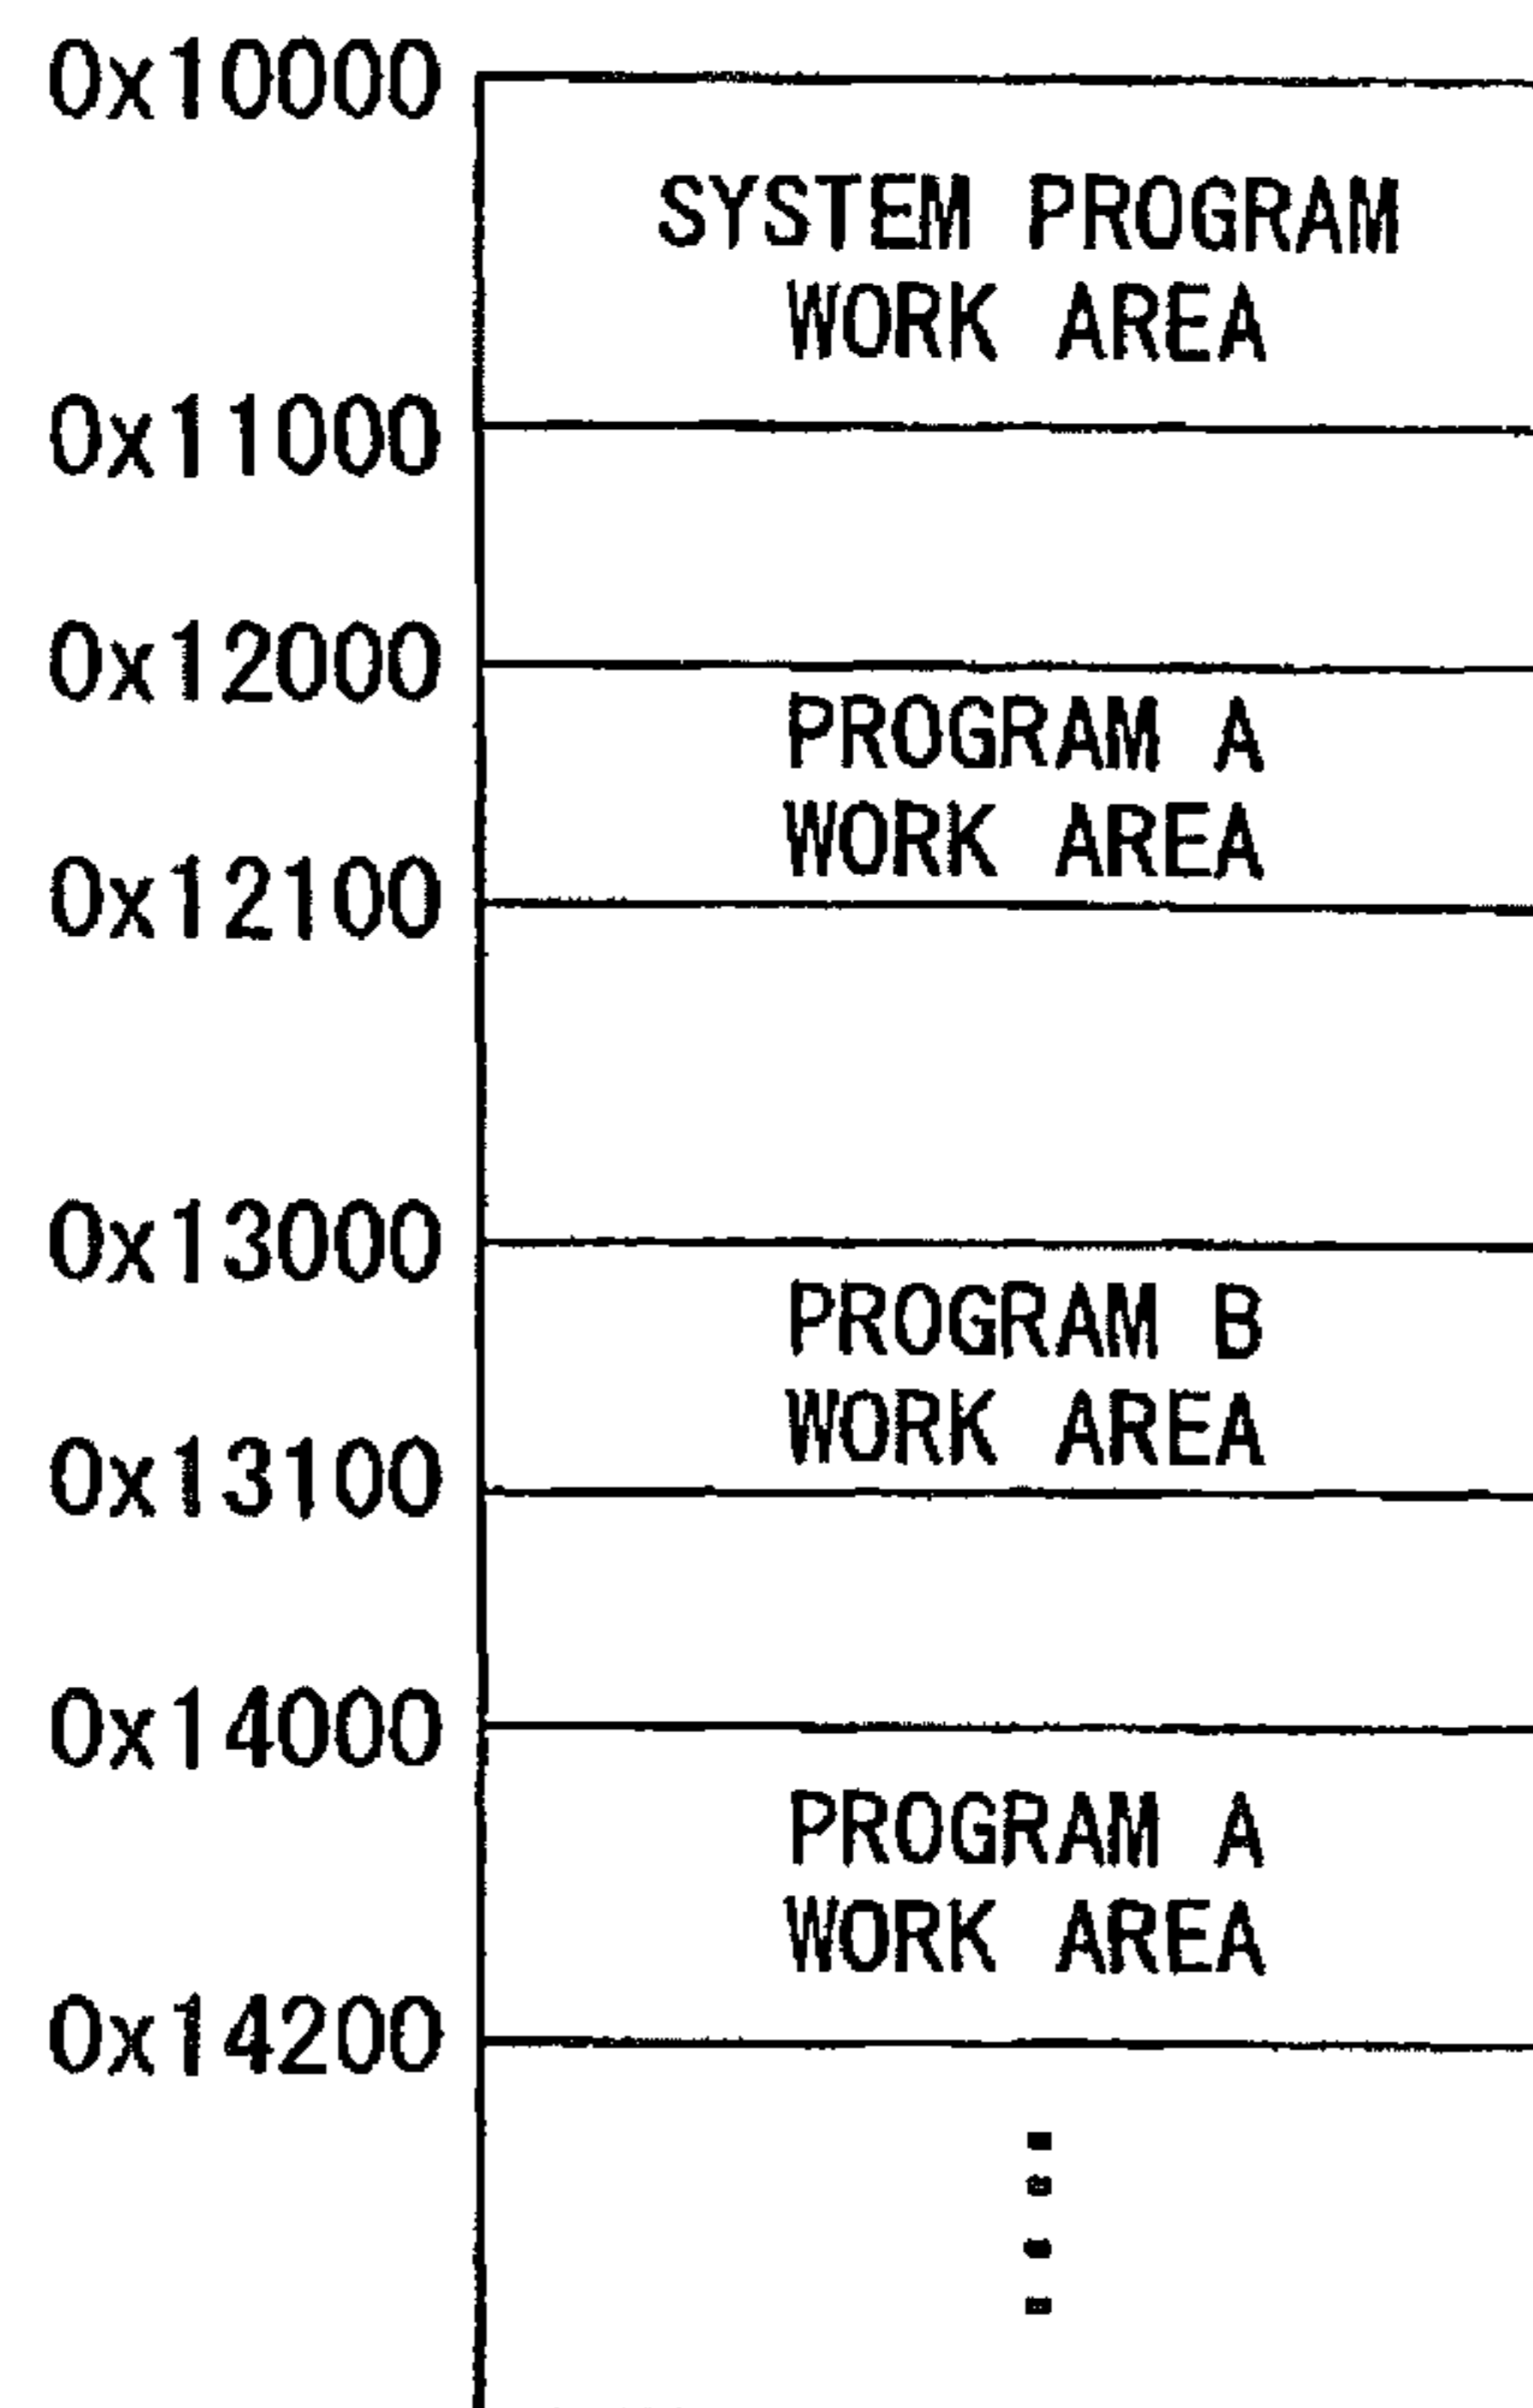 0x10000
SYSTEM PROGRAM
WORK AREA
0x11000
0x12000
PROGRAM A
WORK AREA
0x12100
0x13000
PROGRAM B
WORK AREA
0x13100
0x14000
PROGRAM A
WORK AREA
0x14200